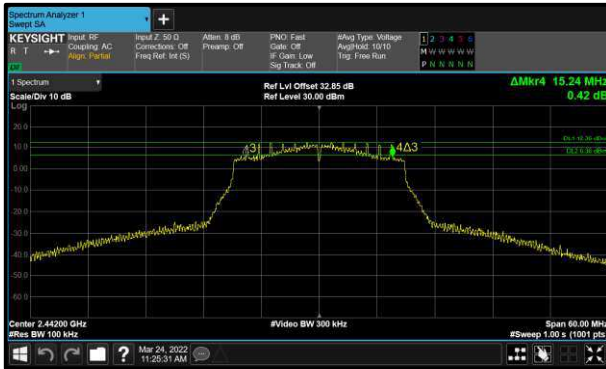 Spectrum Analyzer 1
Swept SA
+
KEYSIGHT
R T
Input: RF
Coupling: AC
Align: Partial
Input Z: 50 Ω
Corrections: Off
Freq Ref: Int (S)
Atten: 8 dB
Preamp: Off
PNO: Fast
Gate: Off
IF Gain: Low
Sig Track: Off
#Avg Type: Voltage
Avg|Hold: 10/10
Trig: Free Run
1 2 3 4 5 6
M W W W W W
P N N N N N
1 Spectrum
Scale/Div 10 dB
Log
Ref Lvl Offset 32.85 dB
Ref Level 30.00 dBm
ΔMkr4 15.24 MHz
0.42 dB
20.0
10.0
0.00
-10.0
-20.0
-30.0
-40.0
-50.0
-60.0
3
4Δ3
Center 2.44200 GHz
#Res BW 100 kHz
#Video BW 300 kHz
Span 60.00 MHz
#Sweep 1.00 s (1001 pts)
?
Mar 24, 2022
11:25:31 AM